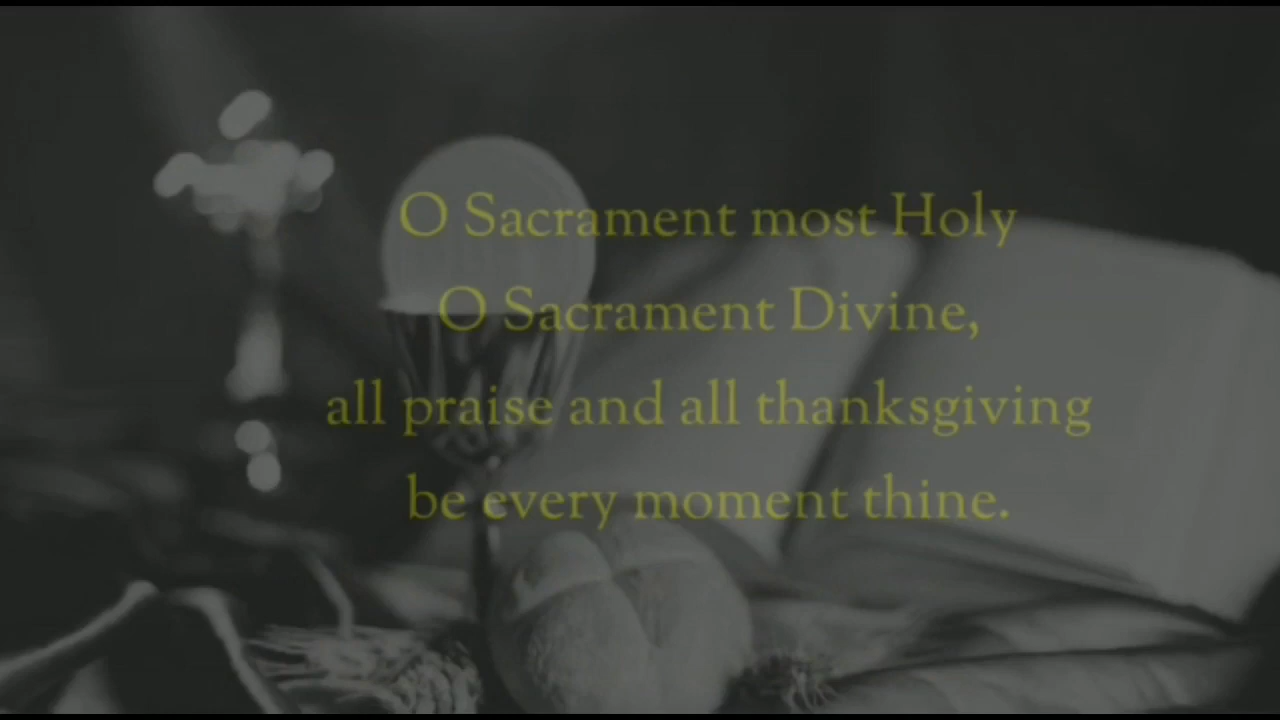 O Sacrament most Holy
O Sacrament Divine,
all praise and all thanksgiving
be every moment thine.